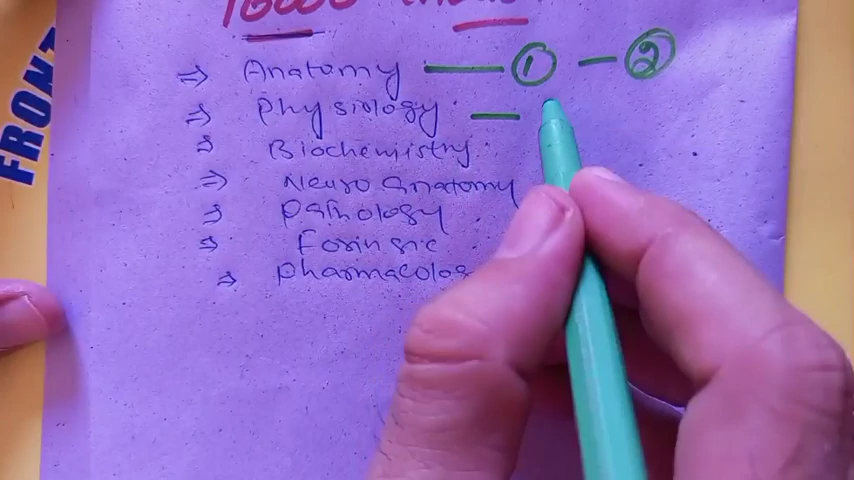 ⇒ Anatomy — ① — ②
⇒ Physiology —
⇒ Biochemistry
⇒ Neuro Anatomy
⇒ Pathology
⇒ Forinsic
⇒ Pharmacolog
FRONT